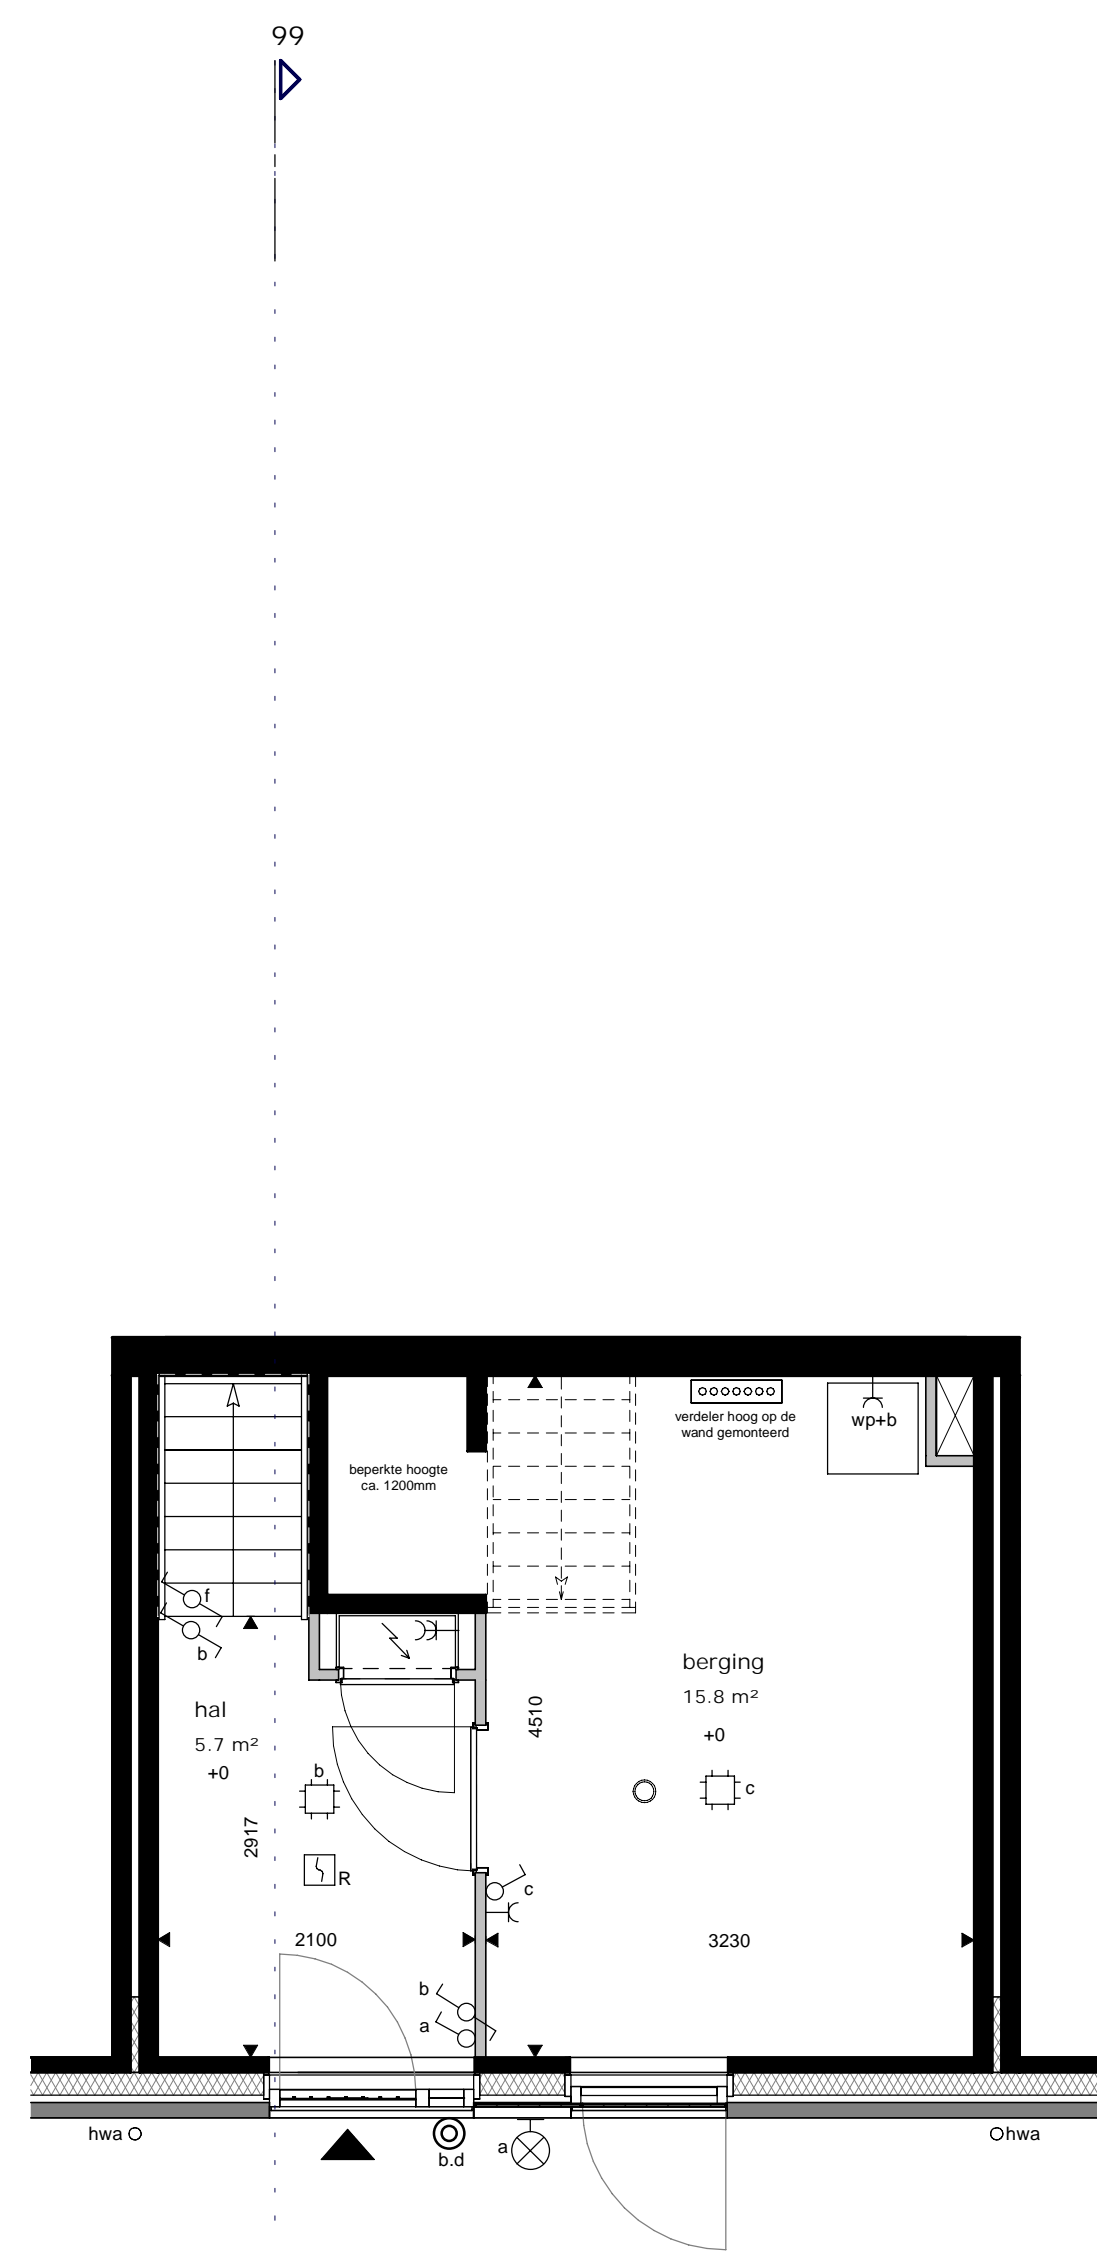 99
verdeler hoog op de
wand gemonteerd
wp+b
beperkte hoogte
ca. 1200mm
f
b
berging
15.8 m²
+0
hal
5.7 m²
+0
4510
b
c
2917
R
c
2100
3230
b
a
hwa
b.d
a
hwa